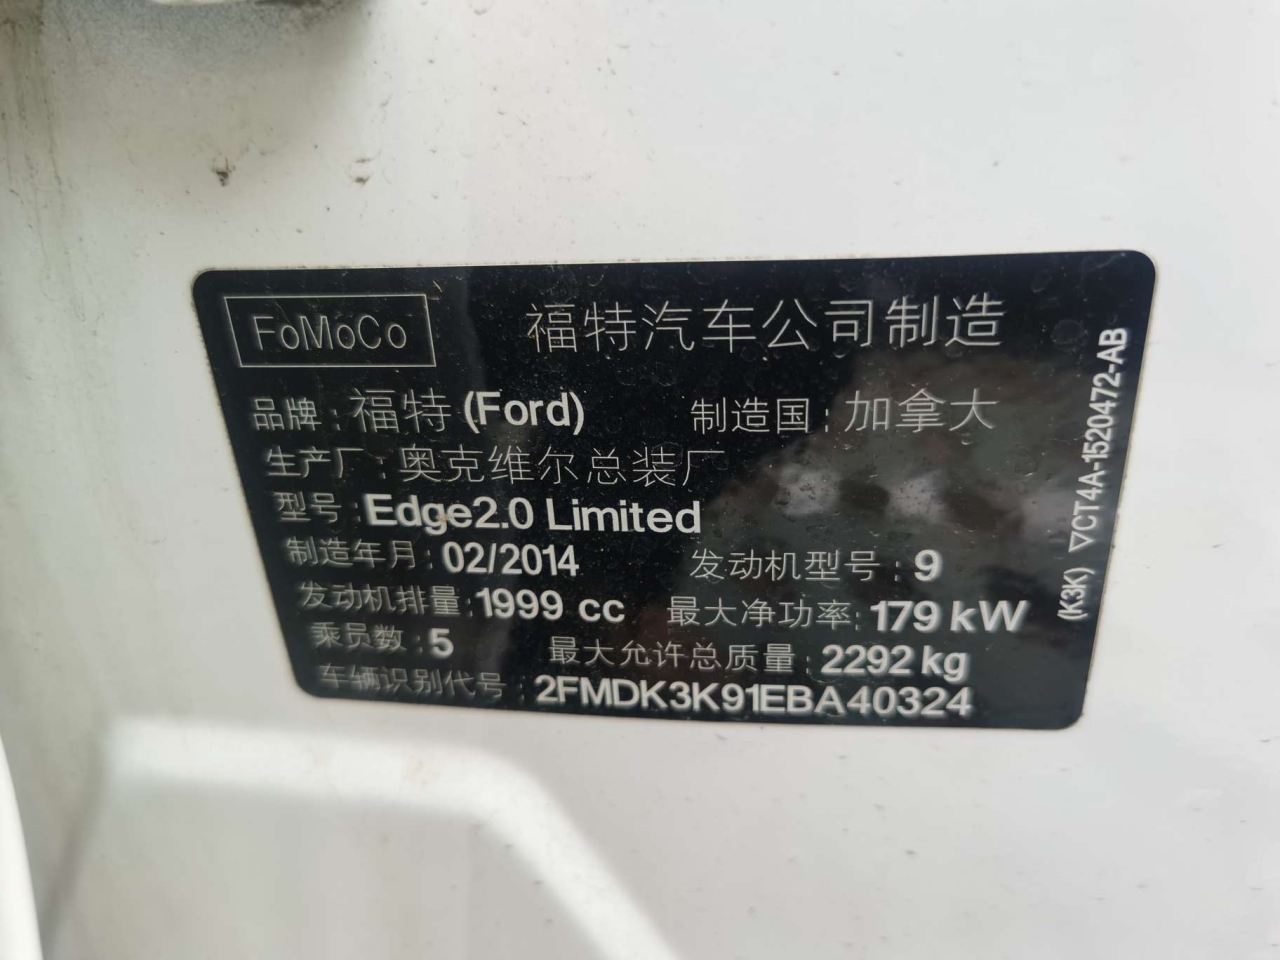 FoMoCo 福特汽车公司制造
品牌: 福特 (Ford) 制造国: 加拿大
生产厂: 奥克维尔总装厂
型号: Edge2.0 Limited
制造年月: 02/2014 发动机型号: 9
发动机排量: 1999 cc 最大净功率: 179 kW
乘员数: 5 最大允许总质量: 2292 kg
车辆识别代号: 2FMDK3K91EBA40324
(K3K) ▽CT4A-1520472-AB